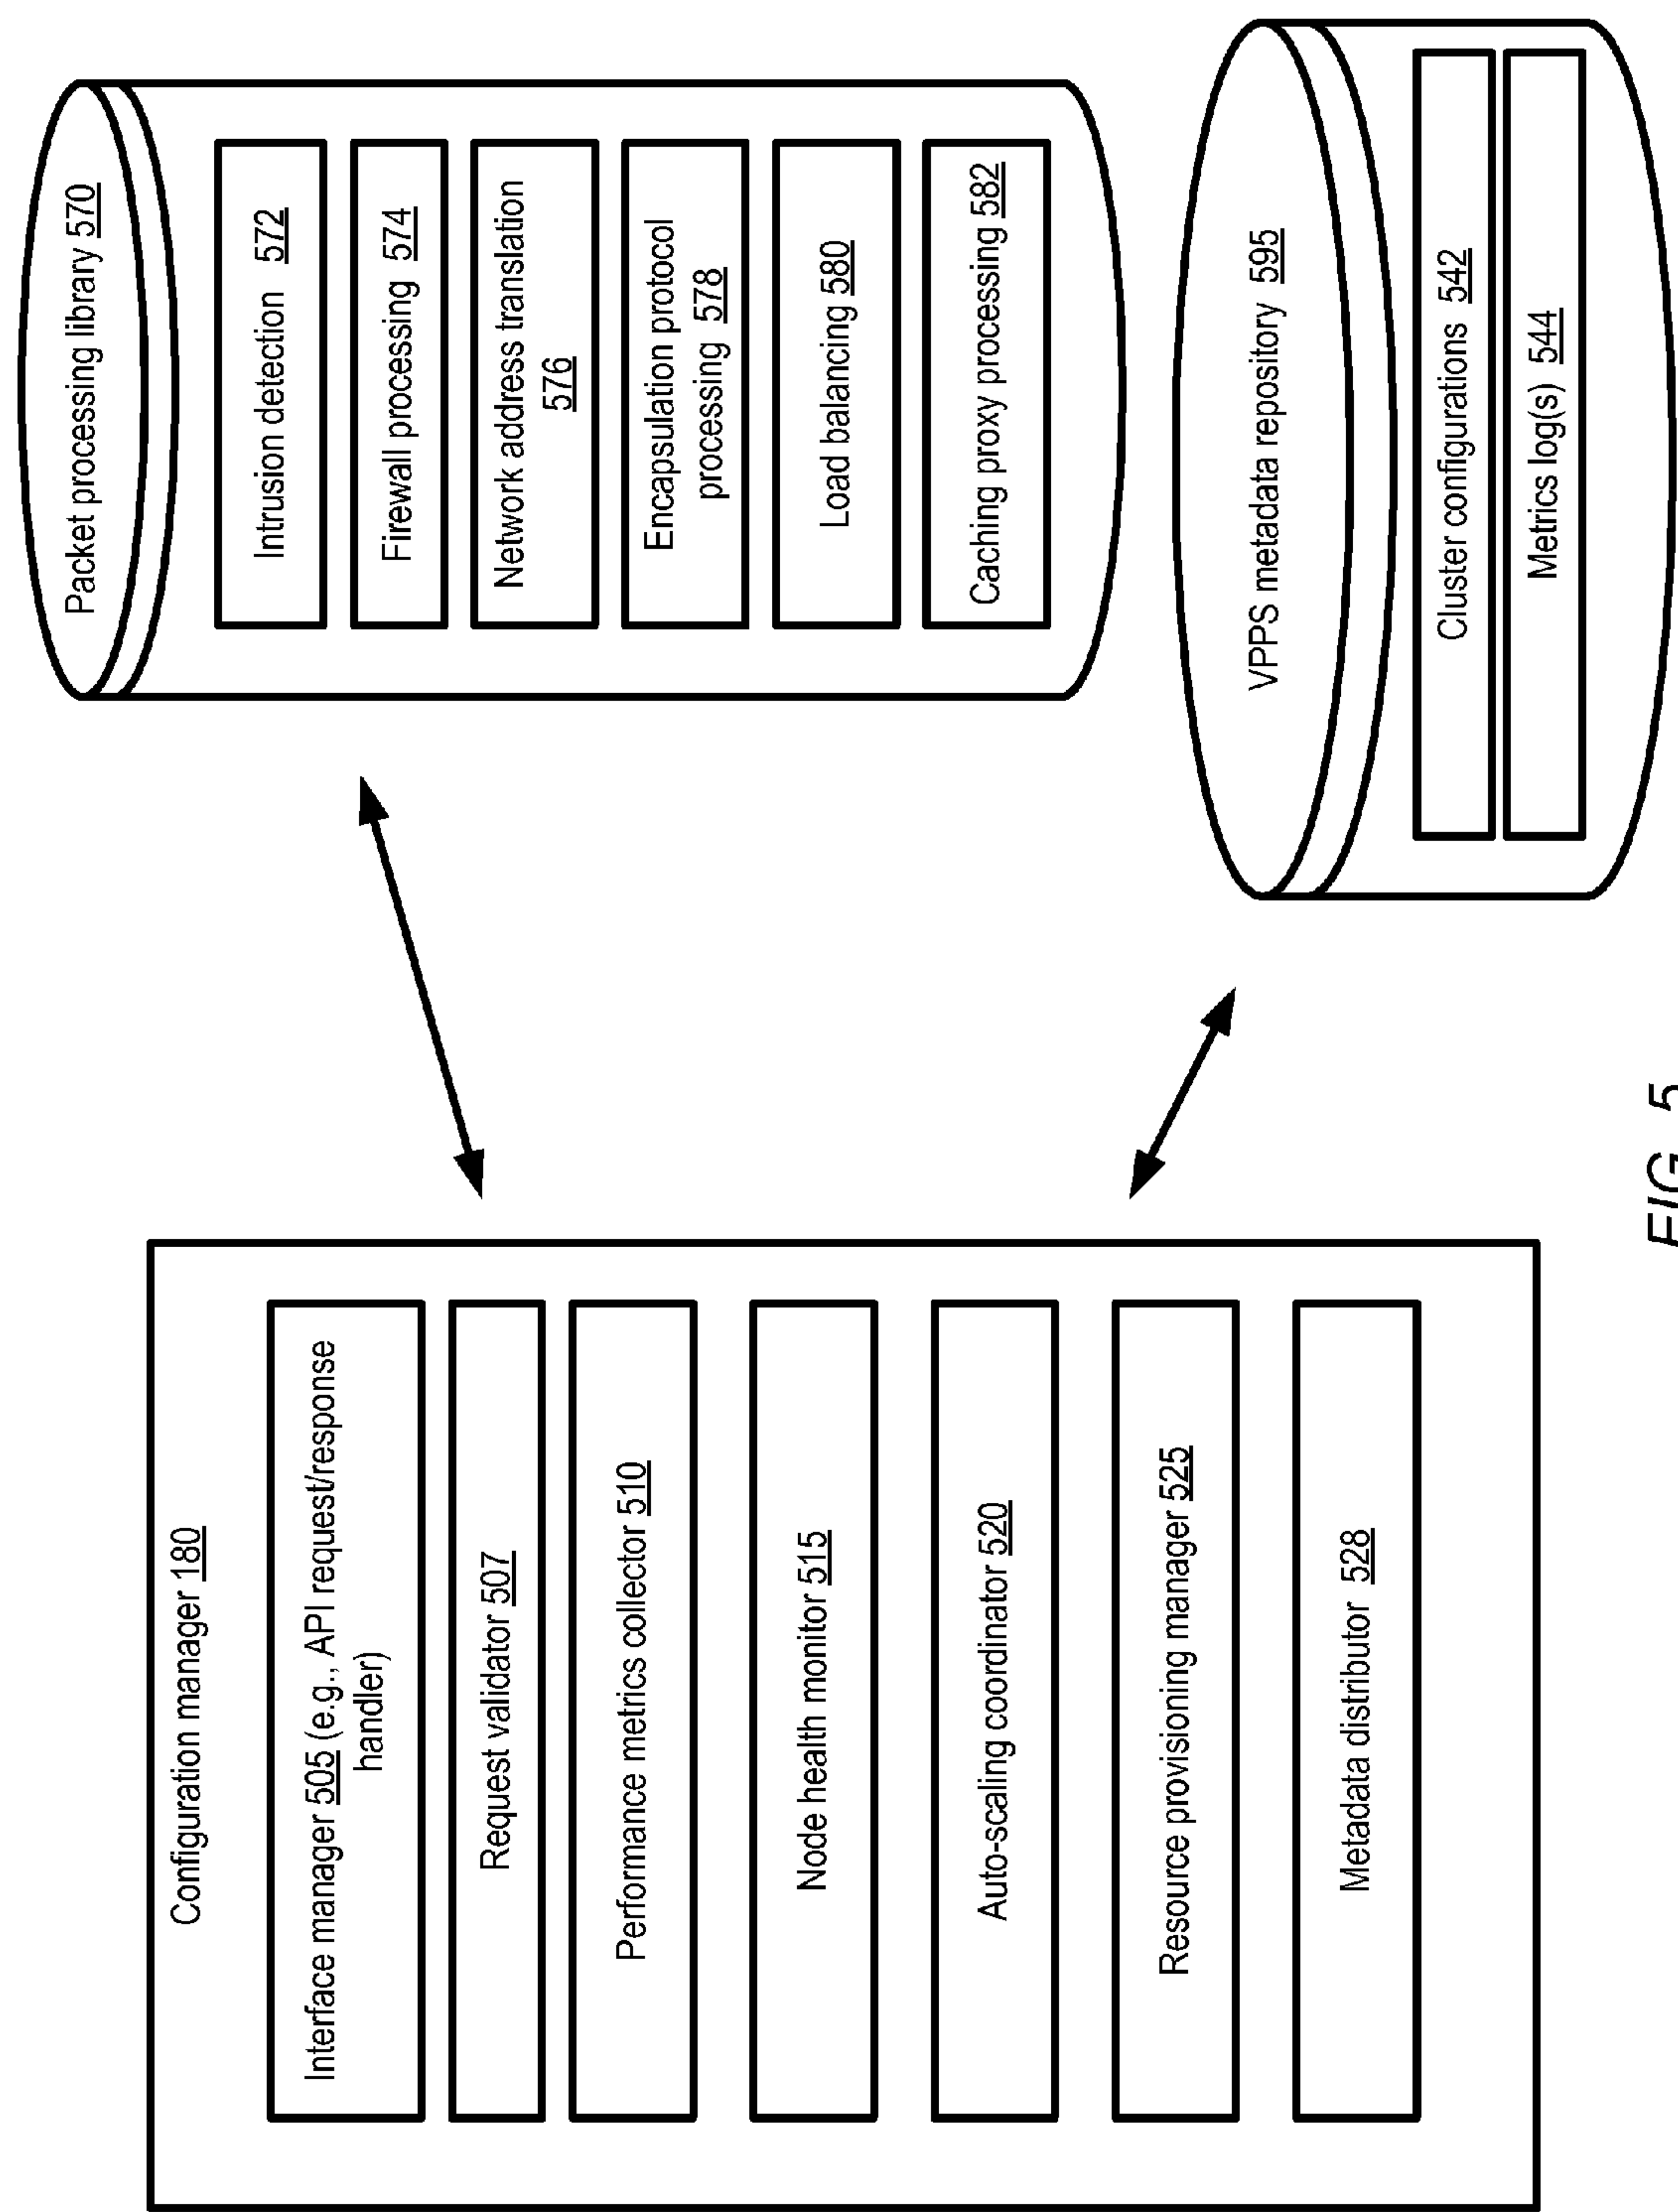 Configuration manager 180
Interface manager 505 (e.g., API request/response
handler)
Request validator 507
Performance metrics collector 510
Node health monitor 515
Auto-scaling coordinator 520
Resource provisioning manager 525
Metadata distributor 528
Packet processing library 570
Intrusion detection 572
Firewall processing 574
Network address translation
576
Encapsulation protocol
processing 578
Load balancing 580
Caching proxy processing 582
VPPS metadata repository 595
Cluster configurations 542
Metrics log(s) 544
FIG. 5